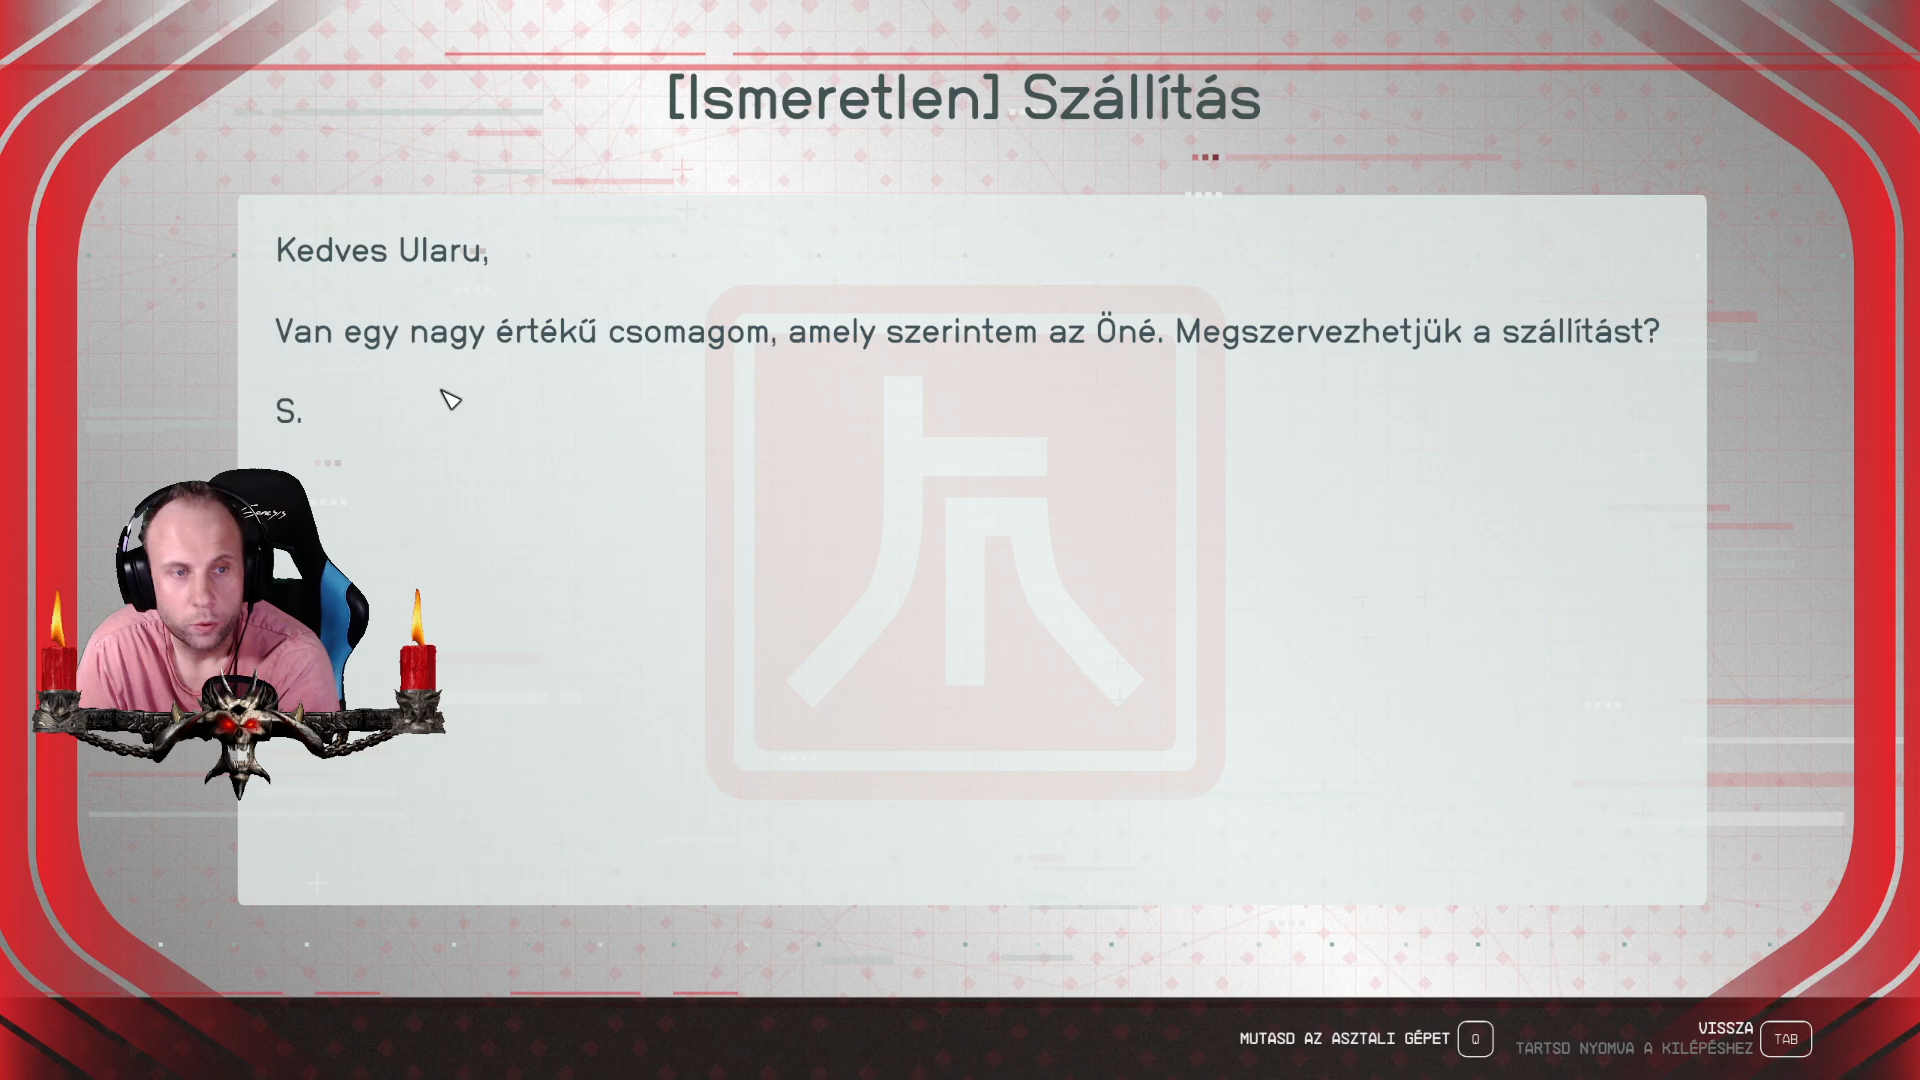 [Ismeretlen] Szállítás
Kedves Ularu,
Van egy nagy értékű csomagom, amely szerintem az Öné. Megszervezhetjük a szállítást?
S.
Genesis
MUTASD AZ ASZTALI GÉPET Q
VISSZA
TARTSD NYOMVA A KILÉPÉSHEZ TAB